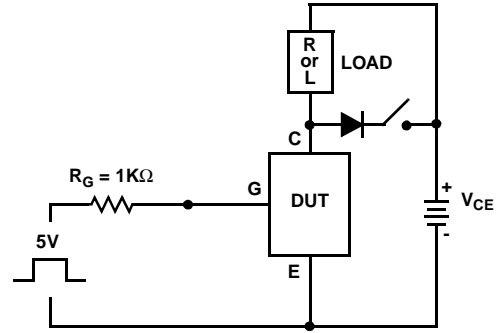 R
or
L
LOAD
C
R_G = 1KΩ
G
DUT
+
V_CE
-
5V
E